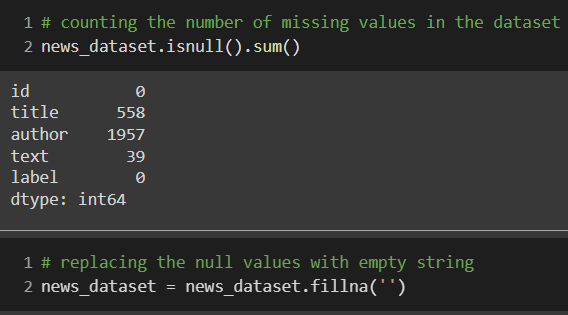 1 # counting the number of missing values in the dataset
2 news_dataset.isnull().sum()
id 0
title 558
author 1957
text 39
label 0
dtype: int64
1 # replacing the null values with empty string
2 news_dataset = news_dataset.fillna('')